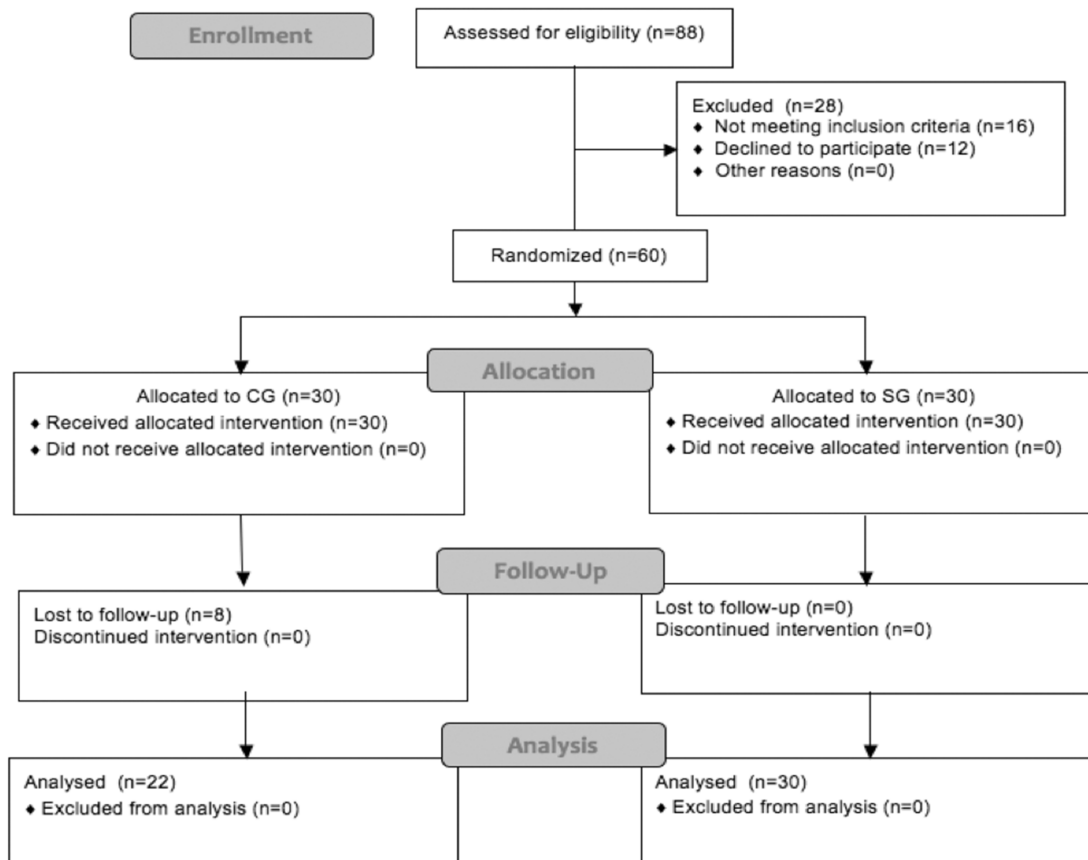 Enrollment
Assessed for eligibility (n=88)
Excluded (n=28)
♦ Not meeting inclusion criteria (n=16)
♦ Declined to participate (n=12)
♦ Other reasons (n=0)
Randomized (n=60)
Allocation
Allocated to CG (n=30)
♦ Received allocated intervention (n=30)
♦ Did not receive allocated intervention (n=0)
Allocated to SG (n=30)
♦ Received allocated intervention (n=30)
♦ Did not receive allocated intervention (n=0)
Follow-Up
Lost to follow-up (n=8)
Discontinued intervention (n=0)
Lost to follow-up (n=0)
Discontinued intervention (n=0)
Analysis
Analysed (n=22)
♦ Excluded from analysis (n=0)
Analysed (n=30)
♦ Excluded from analysis (n=0)